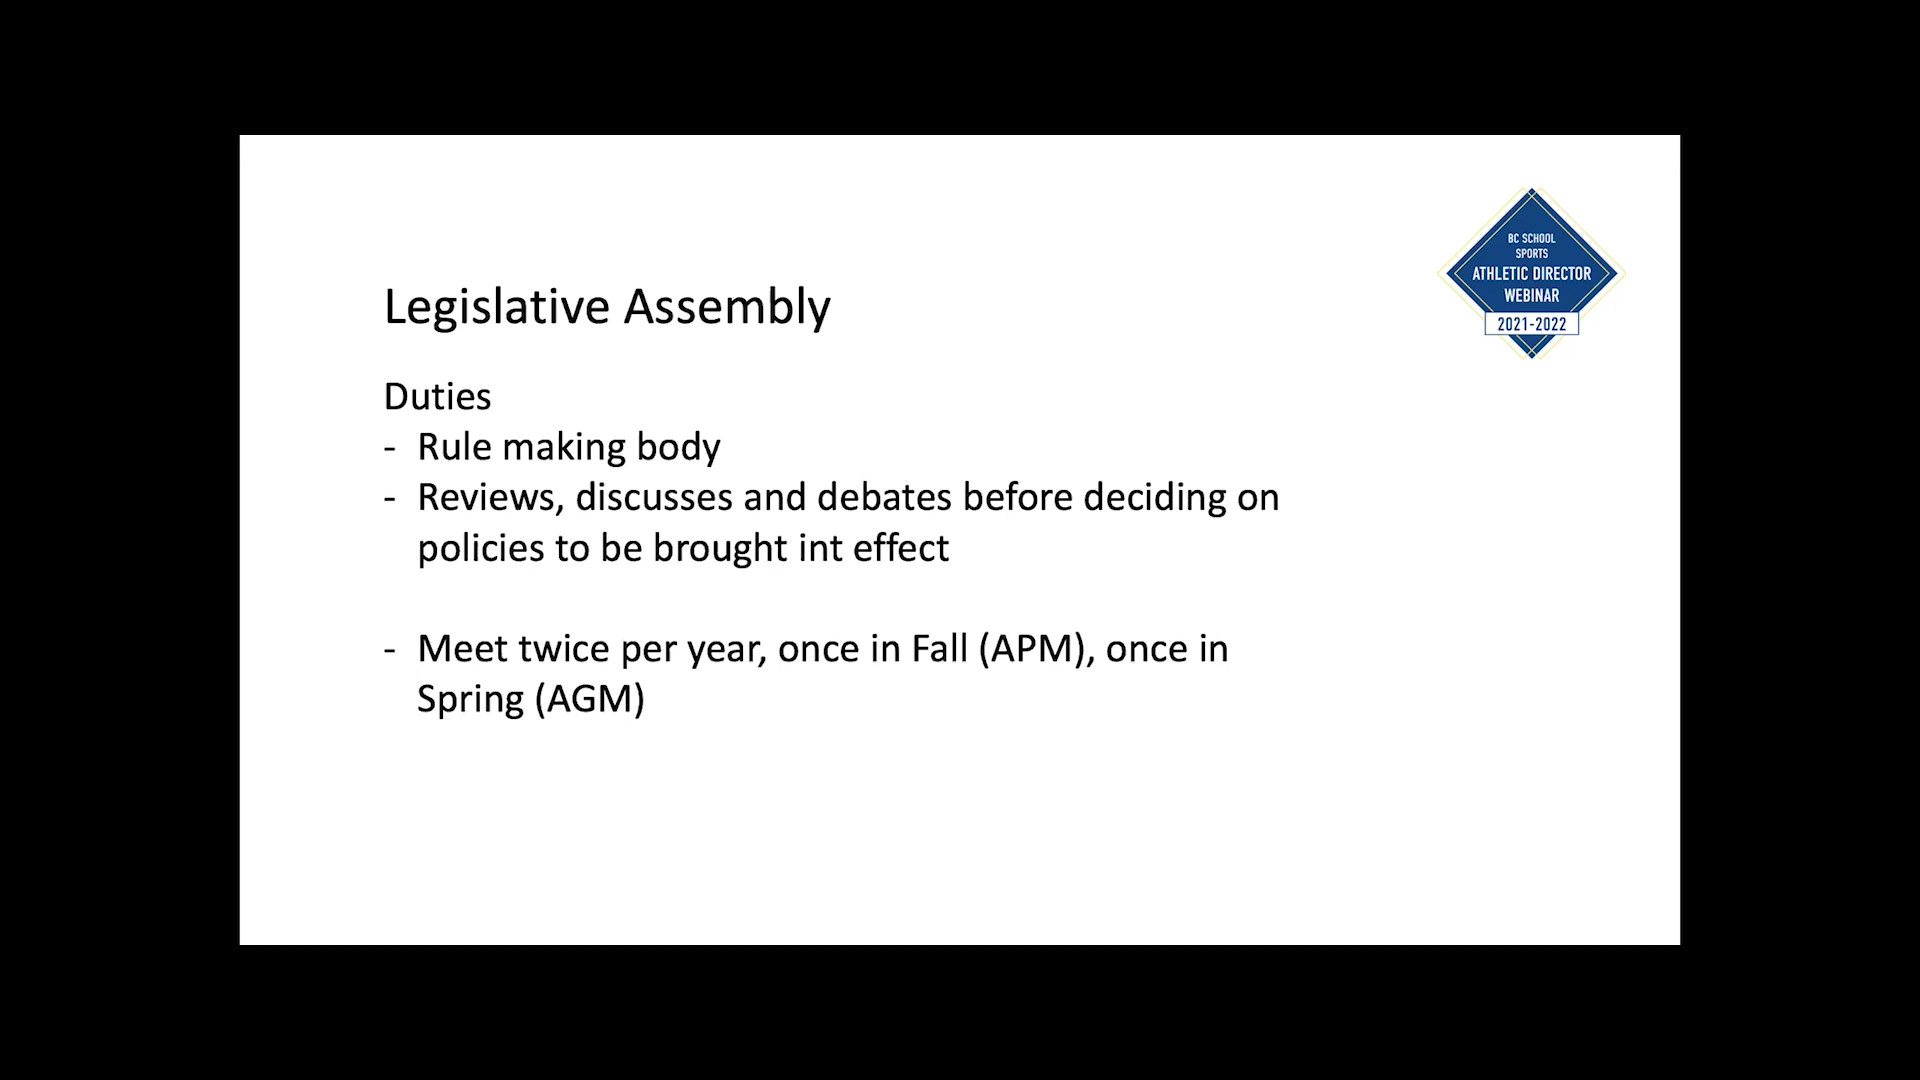 BC SCHOOL
SPORTS
ATHLETIC DIRECTOR
WEBINAR
2021-2022
Legislative Assembly
Duties
- Rule making body
- Reviews, discusses and debates before deciding on
policies to be brought int effect
- Meet twice per year, once in Fall (APM), once in
Spring (AGM)